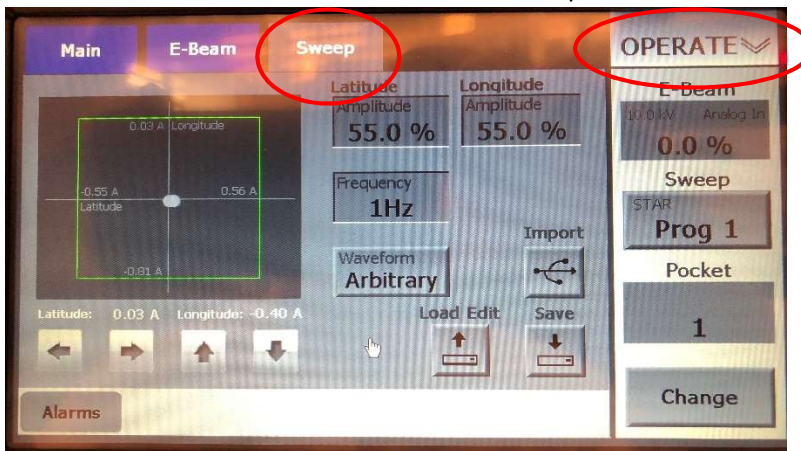 Main
E-Beam
Sweep
OPERATE
Latitude
Amplitude
55.0 %
Longitude
Amplitude
55.0 %
0.03 A Longitude
-0.55 A
0.56 A
Latitude
-0.81 A
Frequency
1Hz
Waveform
Arbitrary
Import
Latitude: 0.03 A Longitude: -0.40 A
Load Edit
Save
Alarms
E-Beam
10.0 kV Analog In
0.0 %
Sweep
STAR
Prog 1
Pocket
1
Change